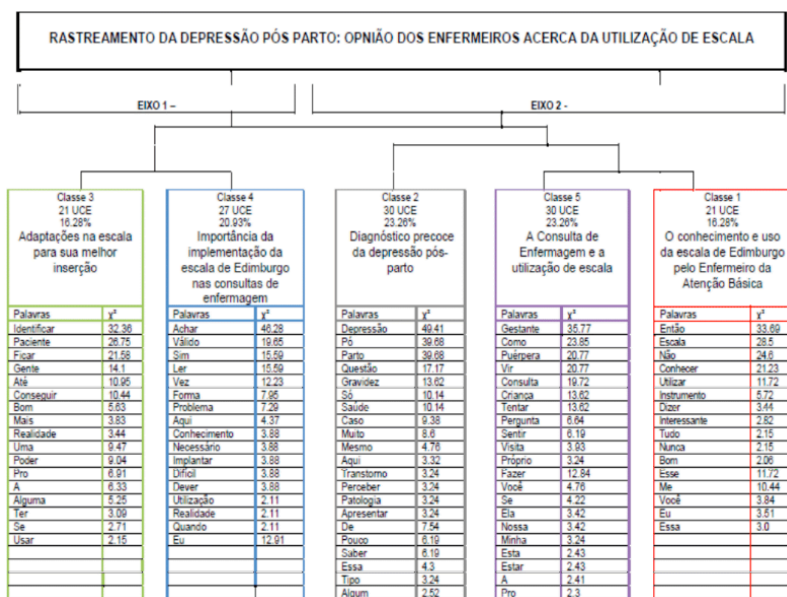 RASTREAMENTO DA DEPRESSÃO PÓS PARTO: OPNIÃO DOS ENFERMEIROS ACERCA DA UTILIZAÇÃO DE ESCALA
EIXO 1 –
EIXO 2 -
Classe 3
21 UCE
16.28%
Adaptações na escala
para sua melhor
inserção
Palavras χ²
Identificar 32.36
Paciente 26.75
Ficar 21.58
Gente 14.1
Até 10.95
Conseguir 10.44
Bom 5.63
Mais 3.83
Realidade 3.44
Uma 9.47
Poder 9.04
Pro 6.91
A 6.33
Alguma 5.25
Ter 3.09
Se 2.71
Usar 2.15
Classe 4
27 UCE
20.93%
Importância da
implementação da
escala de Edimburgo
nas consultas de
enfermagem
Palavras χ²
Achar 46.28
Válido 19.65
Sim 15.59
Ler 15.59
Vez 12.23
Forma 7.95
Problema 7.29
Aqui 4.37
Conhecimento 3.88
Necessário 3.88
Implantar 3.88
Difícil 3.88
Dever 3.88
Utilização 2.11
Realidade 2.11
Quando 2.11
Eu 12.91
Classe 2
30 UCE
23.26%
Diagnóstico precoce
da depressão pós-
parto
Palavras χ²
Depressão 49.41
Pó 39.68
Parto 39.68
Questão 17.17
Gravidez 13.62
Só 10.14
Saúde 10.14
Caso 9.38
Muito 8.6
Mesmo 4.76
Aqui 3.32
Transtorno 3.24
Perceber 3.24
Patologia 3.24
Apresentar 3.24
De 7.54
Pouco 6.19
Saber 6.19
Essa 4.3
Tipo 3.24
Algum 2.52
Classe 5
30 UCE
23.26%
A Consulta de
Enfermagem e a
utilização de escala
Palavras χ²
Gestante 35.77
Como 23.85
Puérpera 20.77
Vir 20.77
Consulta 19.72
Criança 13.62
Tentar 13.62
Pergunta 6.64
Sentir 6.19
Visita 3.93
Próprio 3.24
Fazer 12.84
Você 4.76
Se 4.22
Ela 3.42
Nossa 3.42
Minha 3.24
Esta 2.43
Estar 2.43
A 2.41
Pro 2.3
Classe 1
21 UCE
16.28%
O conhecimento e uso
da escala de Edimburgo
pelo Enfermeiro da
Atenção Básica
Palavras χ²
Então 33.69
Escala 28.5
Não 24.6
Conhecer 21.23
Utilizar 11.72
Instrumento 5.72
Dizer 3.44
Interessante 2.82
Tudo 2.15
Nunca 2.15
Bom 2.06
Esse 11.72
Me 10.44
Você 3.84
Eu 3.51
Essa 3.0